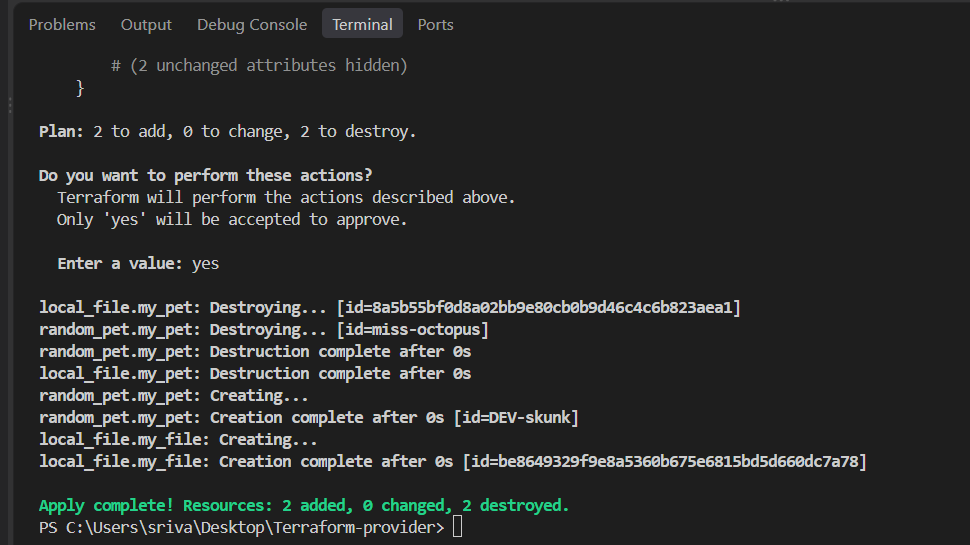 Problems Output Debug Console Terminal Ports
# (2 unchanged attributes hidden)
}
Plan: 2 to add, 0 to change, 2 to destroy.
Do you want to perform these actions?
Terraform will perform the actions described above.
Only 'yes' will be accepted to approve.
Enter a value: yes
local_file.my_pet: Destroying... [id=8a5b55bf0d8a02bb9e80cb0b9d46c4c6b823aea1]
random_pet.my_pet: Destroying... [id=miss-octopus]
random_pet.my_pet: Destruction complete after 0s
local_file.my_pet: Destruction complete after 0s
random_pet.my_pet: Creating...
random_pet.my_pet: Creation complete after 0s [id=DEV-skunk]
local_file.my_file: Creating...
local_file.my_file: Creation complete after 0s [id=be8649329f9e8a5360b675e6815bd5d660dc7a78]
Apply complete! Resources: 2 added, 0 changed, 2 destroyed.
PS C:\Users\sriva\Desktop\Terraform-provider>